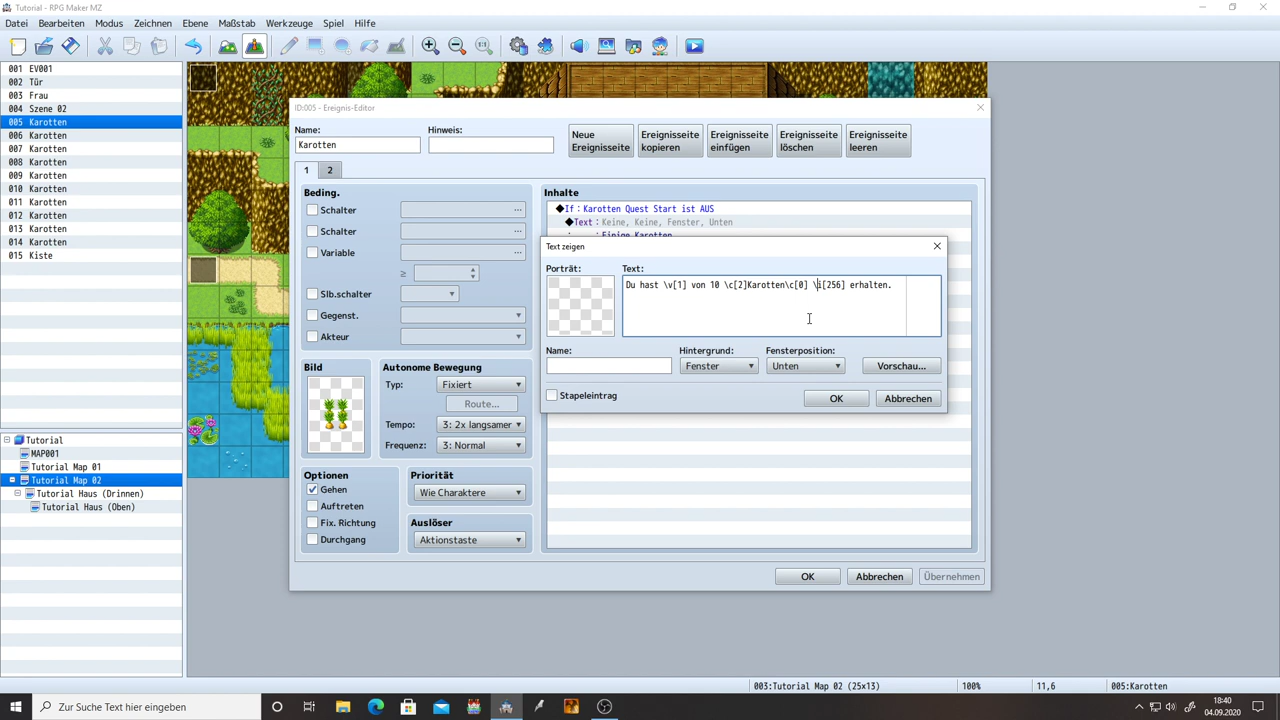 Tutorial - RPG Maker MZ
Datei Bearbeiten Modus Zeichnen Ebene Maßstab Werkzeuge Spiel Hilfe
001 EV001
002 Tür
003 Frau
004 Szene 02
005 Karotten
006 Karotten
007 Karotten
008 Karotten
009 Karotten
010 Karotten
011 Karotten
012 Karotten
013 Karotten
014 Karotten
015 Kiste
Tutorial
MAP001
Tutorial Map 01
Tutorial Map 02
Tutorial Haus (Drinnen)
Tutorial Haus (Oben)
ID:005 - Ereignis-Editor
Name:
Hinweis:
Karotten
Neue Ereignisseite
Ereignisseite kopieren
Ereignisseite einfügen
Ereignisseite löschen
Ereignisseite leeren
1 2
Beding.
Schalter ...
Schalter ...
Variable ...
≥
Slb.schalter
Gegenst.
Akteur
Bild
Autonome Bewegung
Typ: Fixiert
Route...
Tempo: 3: 2x langsamer
Frequenz: 3: Normal
Optionen
Gehen
Auftreten
Fix. Richtung
Durchgang
Priorität
Wie Charaktere
Auslöser
Aktionstaste
Inhalte
◆If：Karotten Quest Start ist AUS
◆Text：Keine, Keine, Fenster, Unten
: : Einige Karotten
Text zeigen
Porträt:
Text:
Du hast \v[1] von 10 \c[2]Karotten\c[0] \i[256] erhalten.
Name:
Hintergrund:
Fensterposition:
Fenster
Unten
Vorschau...
Stapeleintrag
OK
Abbrechen
OK
Abbrechen
Übernehmen
003:Tutorial Map 02 (25×13)
100%
11,6
005:Karotten
Zur Suche Text hier eingeben
18:40
04.09.2020